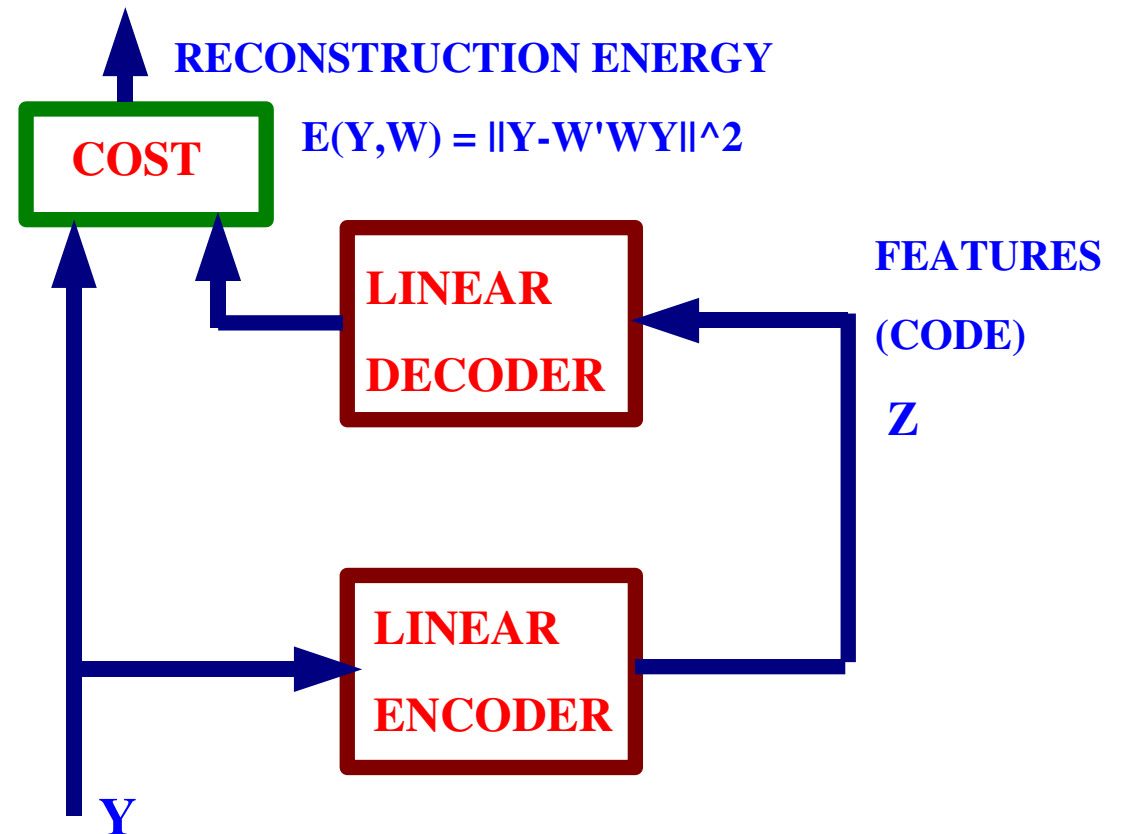 RECONSTRUCTION ENERGY
E(Y,W) = ||Y-W'WY||^2
COST
LINEAR
DECODER
FEATURES
(CODE)
Z
LINEAR
ENCODER
Y